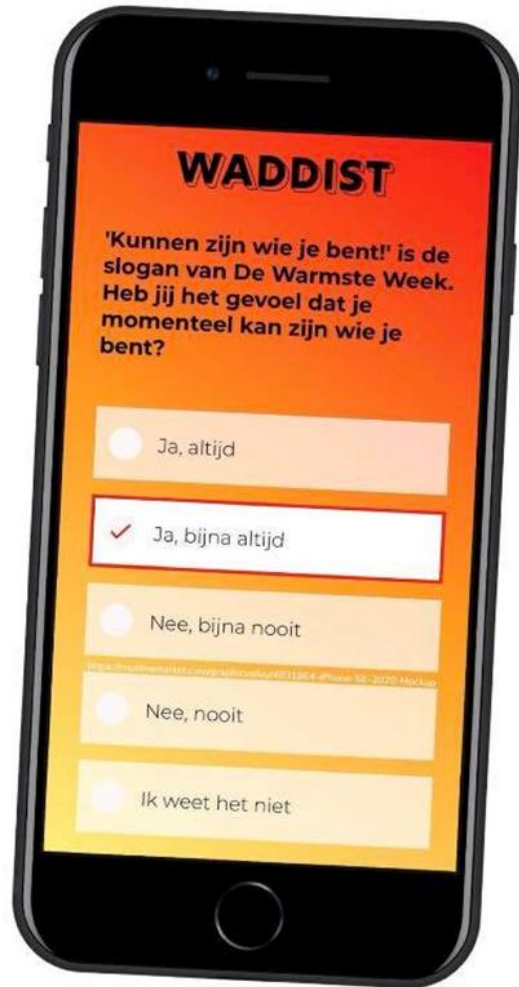 WADDIST
'Kunnen zijn wie je bent!' is de
slogan van De Warmste Week.
Heb jij het gevoel dat je
momenteel kan zijn wie je
bent?
Ja, altijd
Ja, bijna altijd
Nee, bijna nooit
Nee, nooit
Ik weet het niet